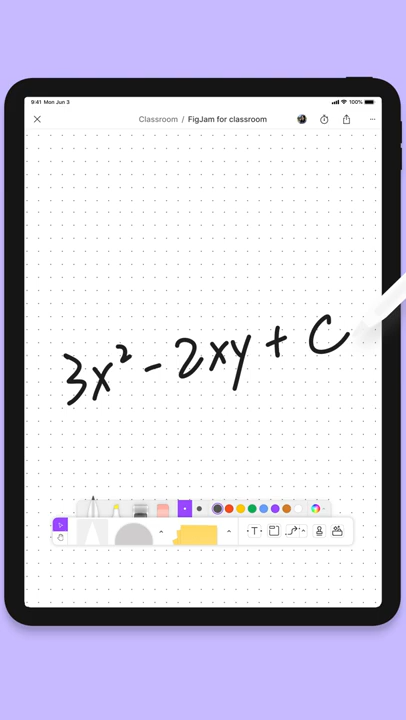 9:41 Mon Jun 3
100%
Classroom / FigJam for classroom
3x² - 2xy + C
T